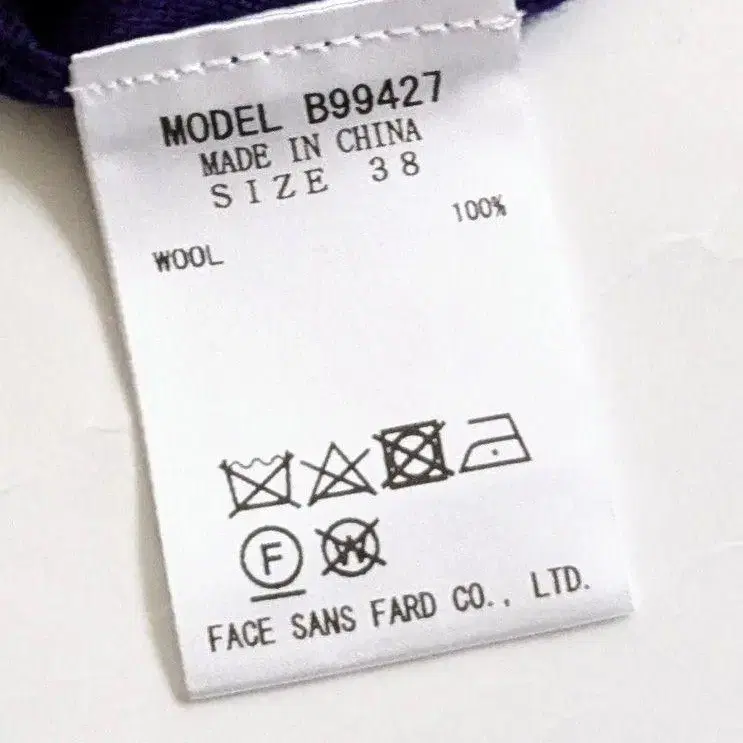 MODEL B99427
MADE IN CHINA
SIZE 38
100%
WOOL
F W
FACE SANS FARD CO., LTD.